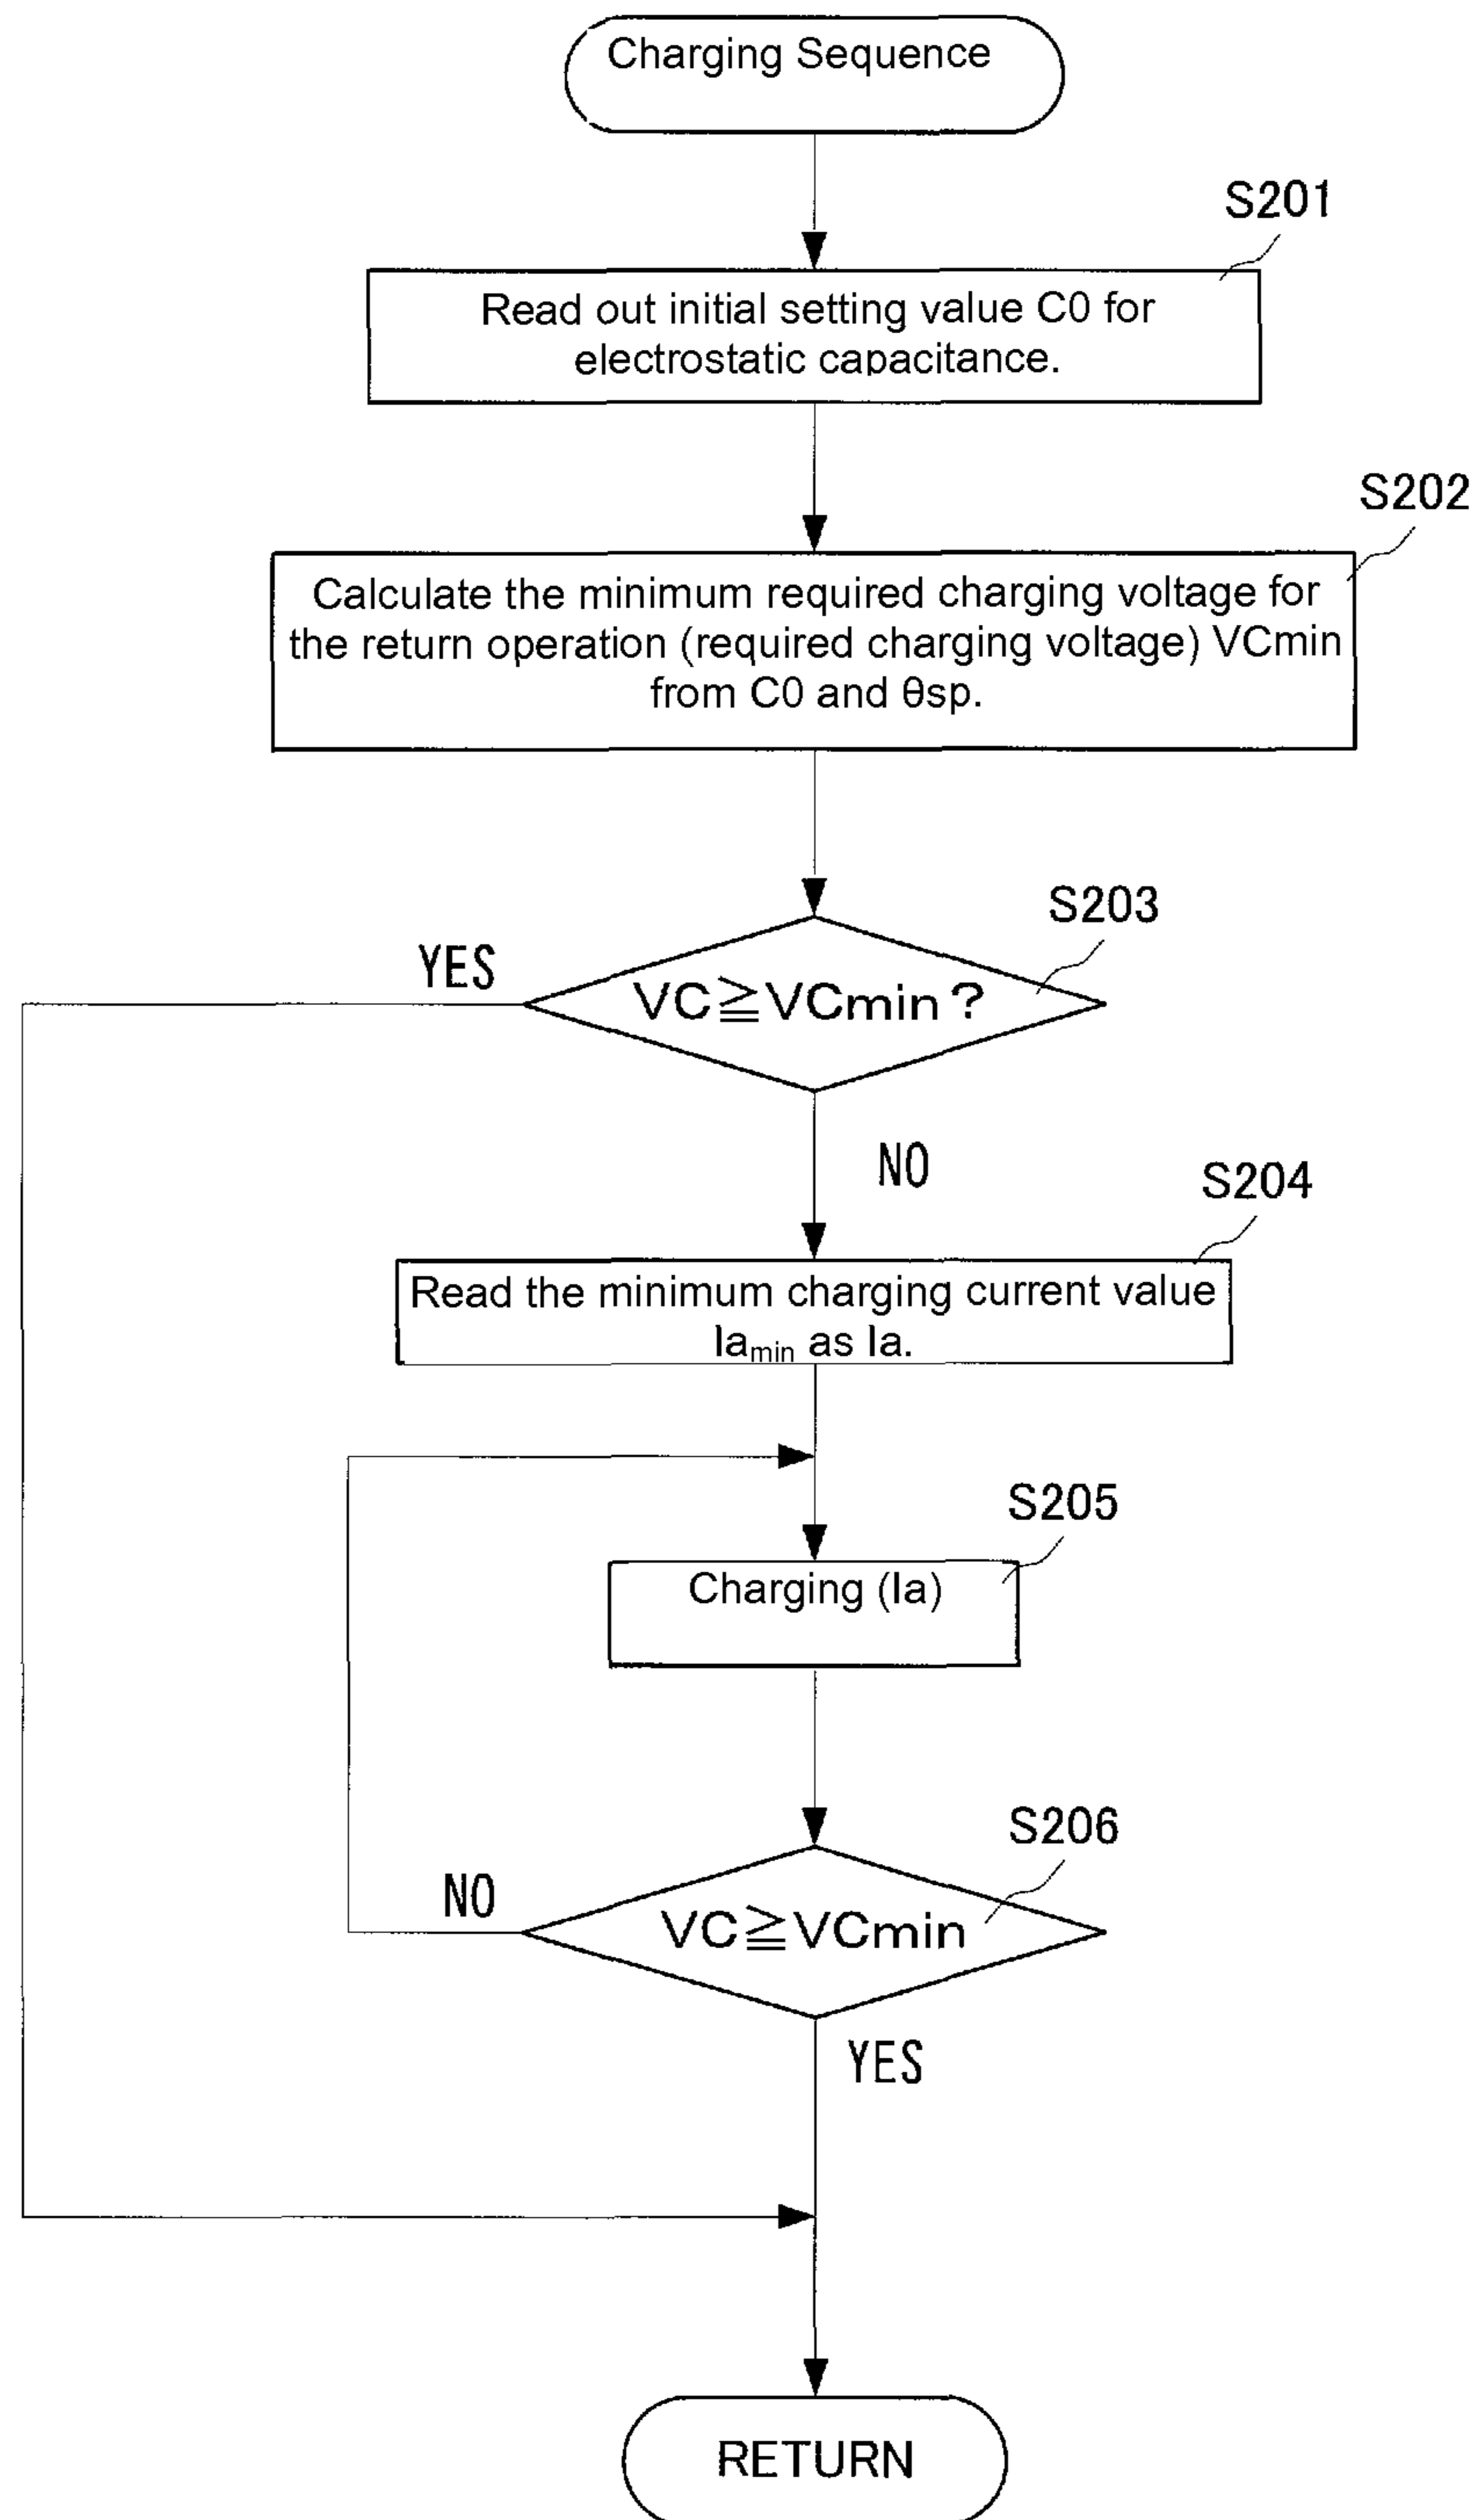 Charging Sequence
S201
Read out initial setting value C0 for
electrostatic capacitance.
S202
Calculate the minimum required charging voltage for
the return operation (required charging voltage) VCmin
from C0 and θsp.
S203
YES
VC≧VCmin ?
NO
S204
Read the minimum charging current value
Iamin as Ia.
S205
Charging (Ia)
S206
NO
VC≧VCmin
YES
RETURN